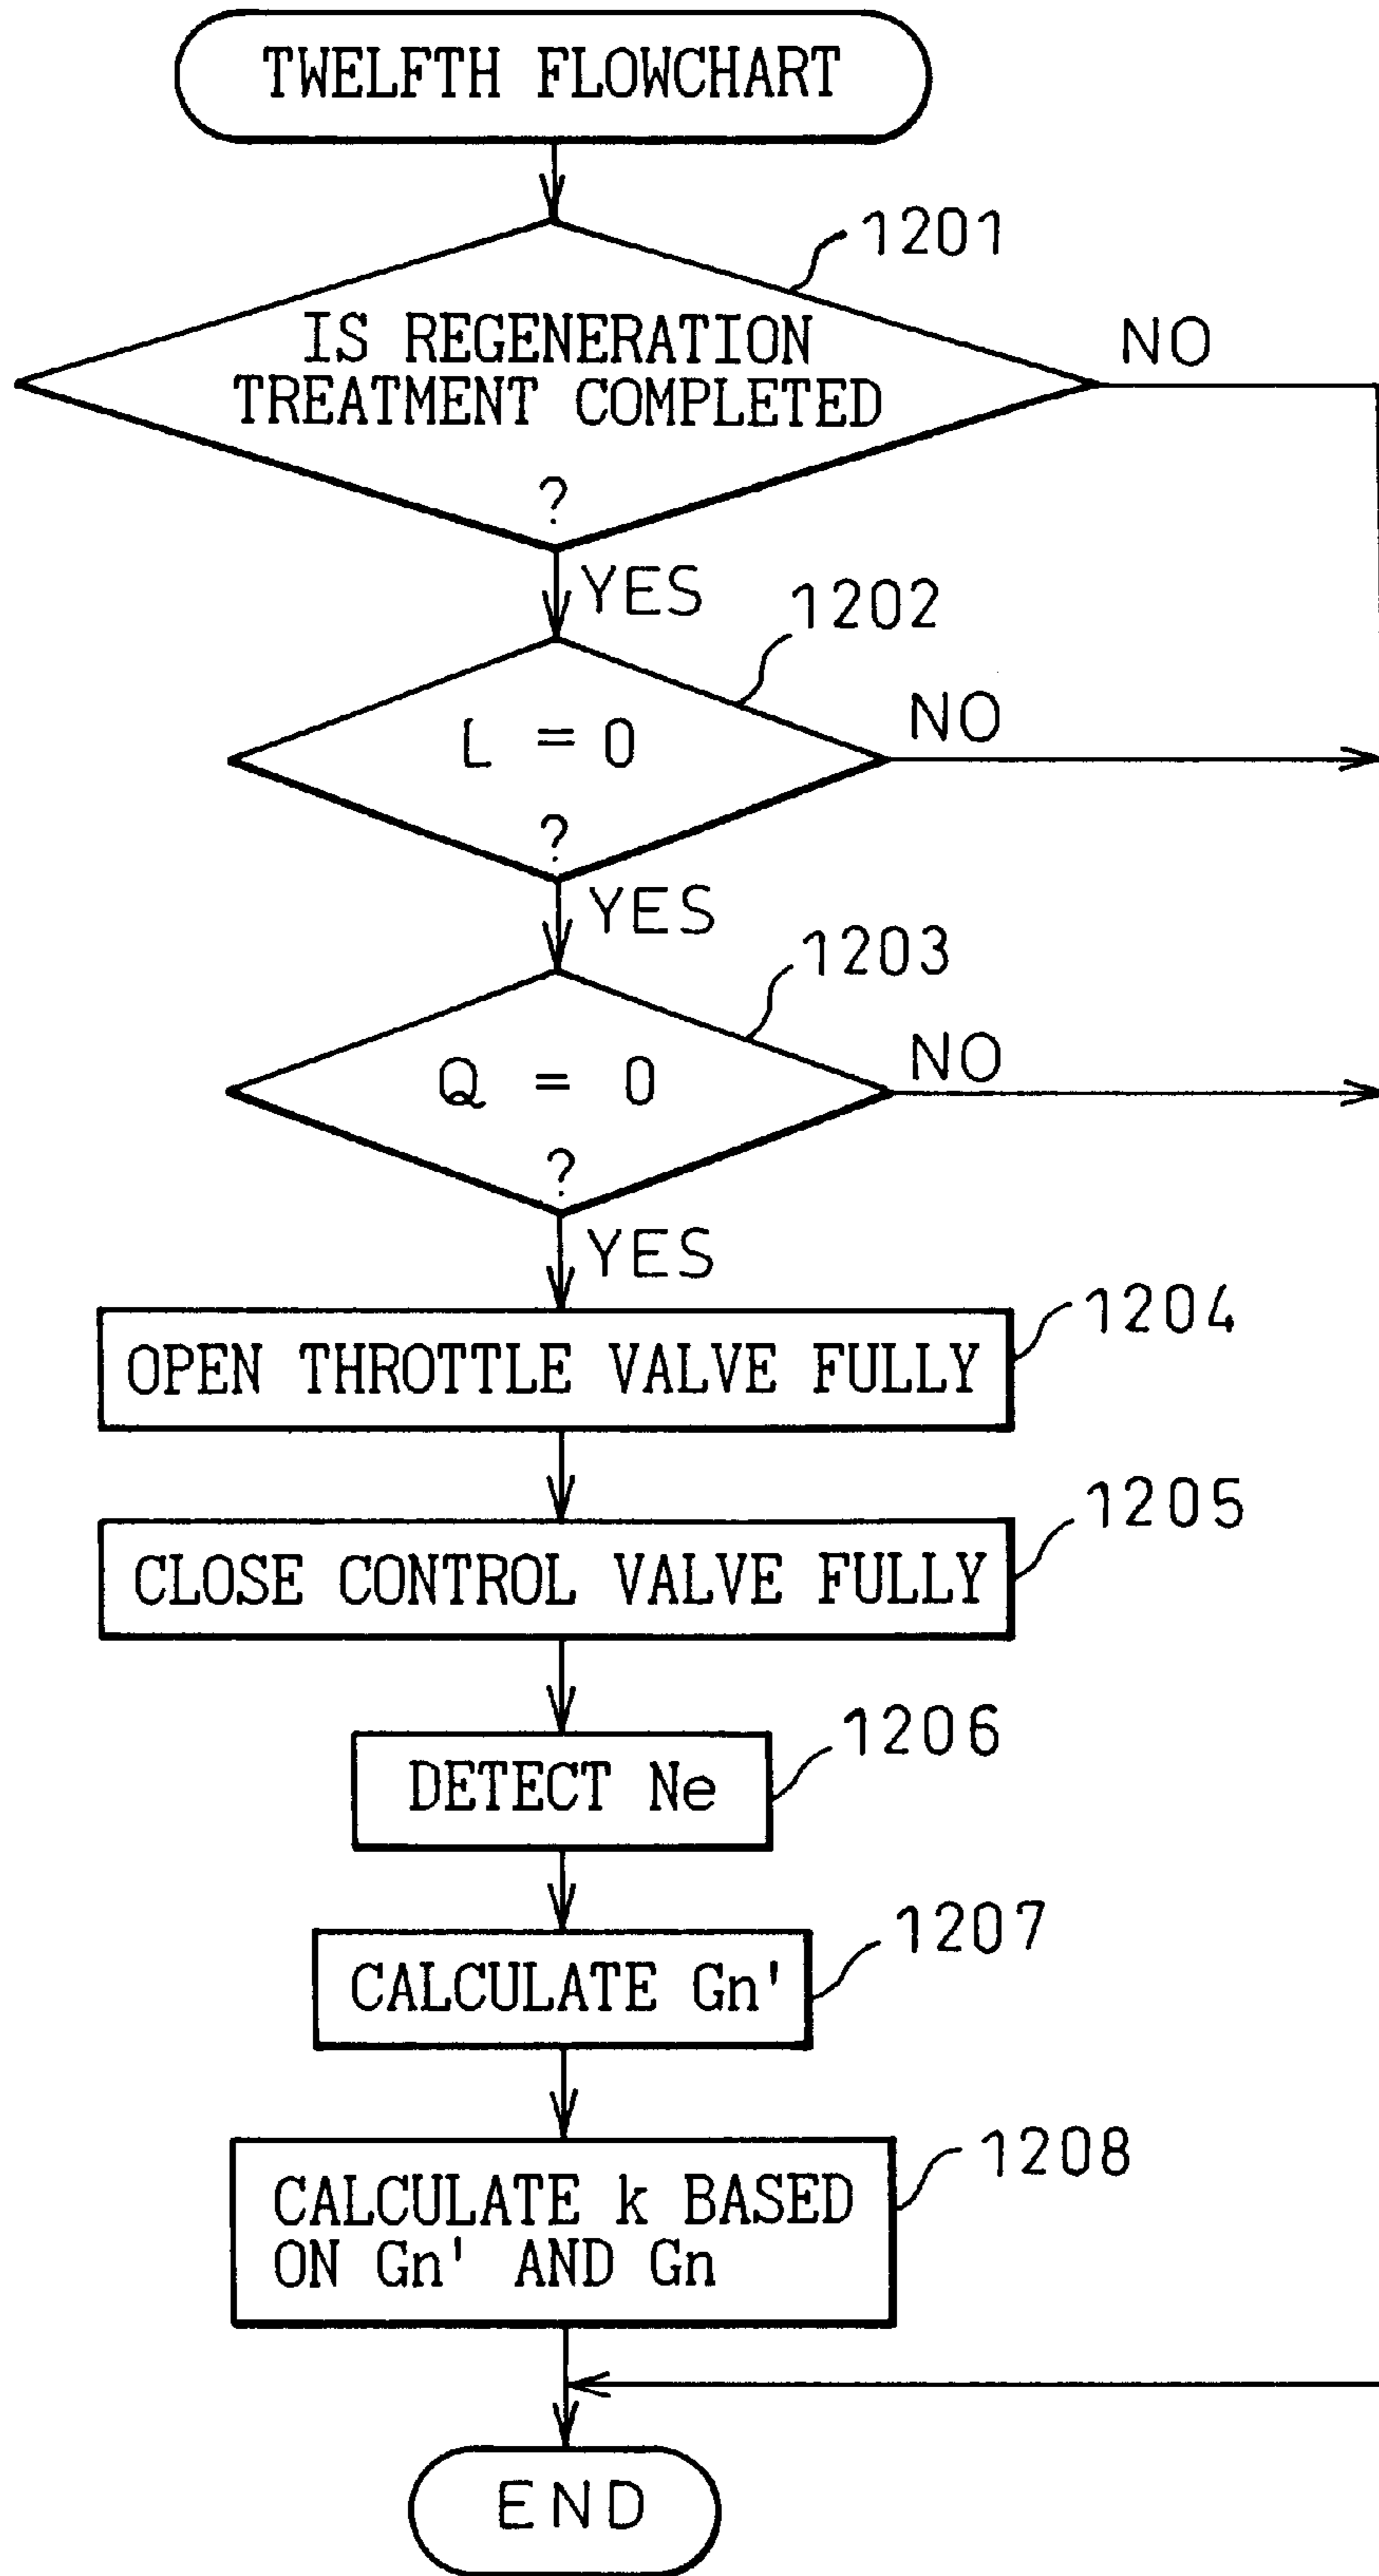 TWELFTH FLOWCHART
1201
IS REGENERATION
TREATMENT COMPLETED
?
NO
YES
1202
L = 0
?
NO
YES
1203
Q = 0
?
NO
YES
1204
OPEN THROTTLE VALVE FULLY
1205
CLOSE CONTROL VALVE FULLY
1206
DETECT Ne
1207
CALCULATE Gn'
1208
CALCULATE k BASED
ON Gn' AND Gn
END